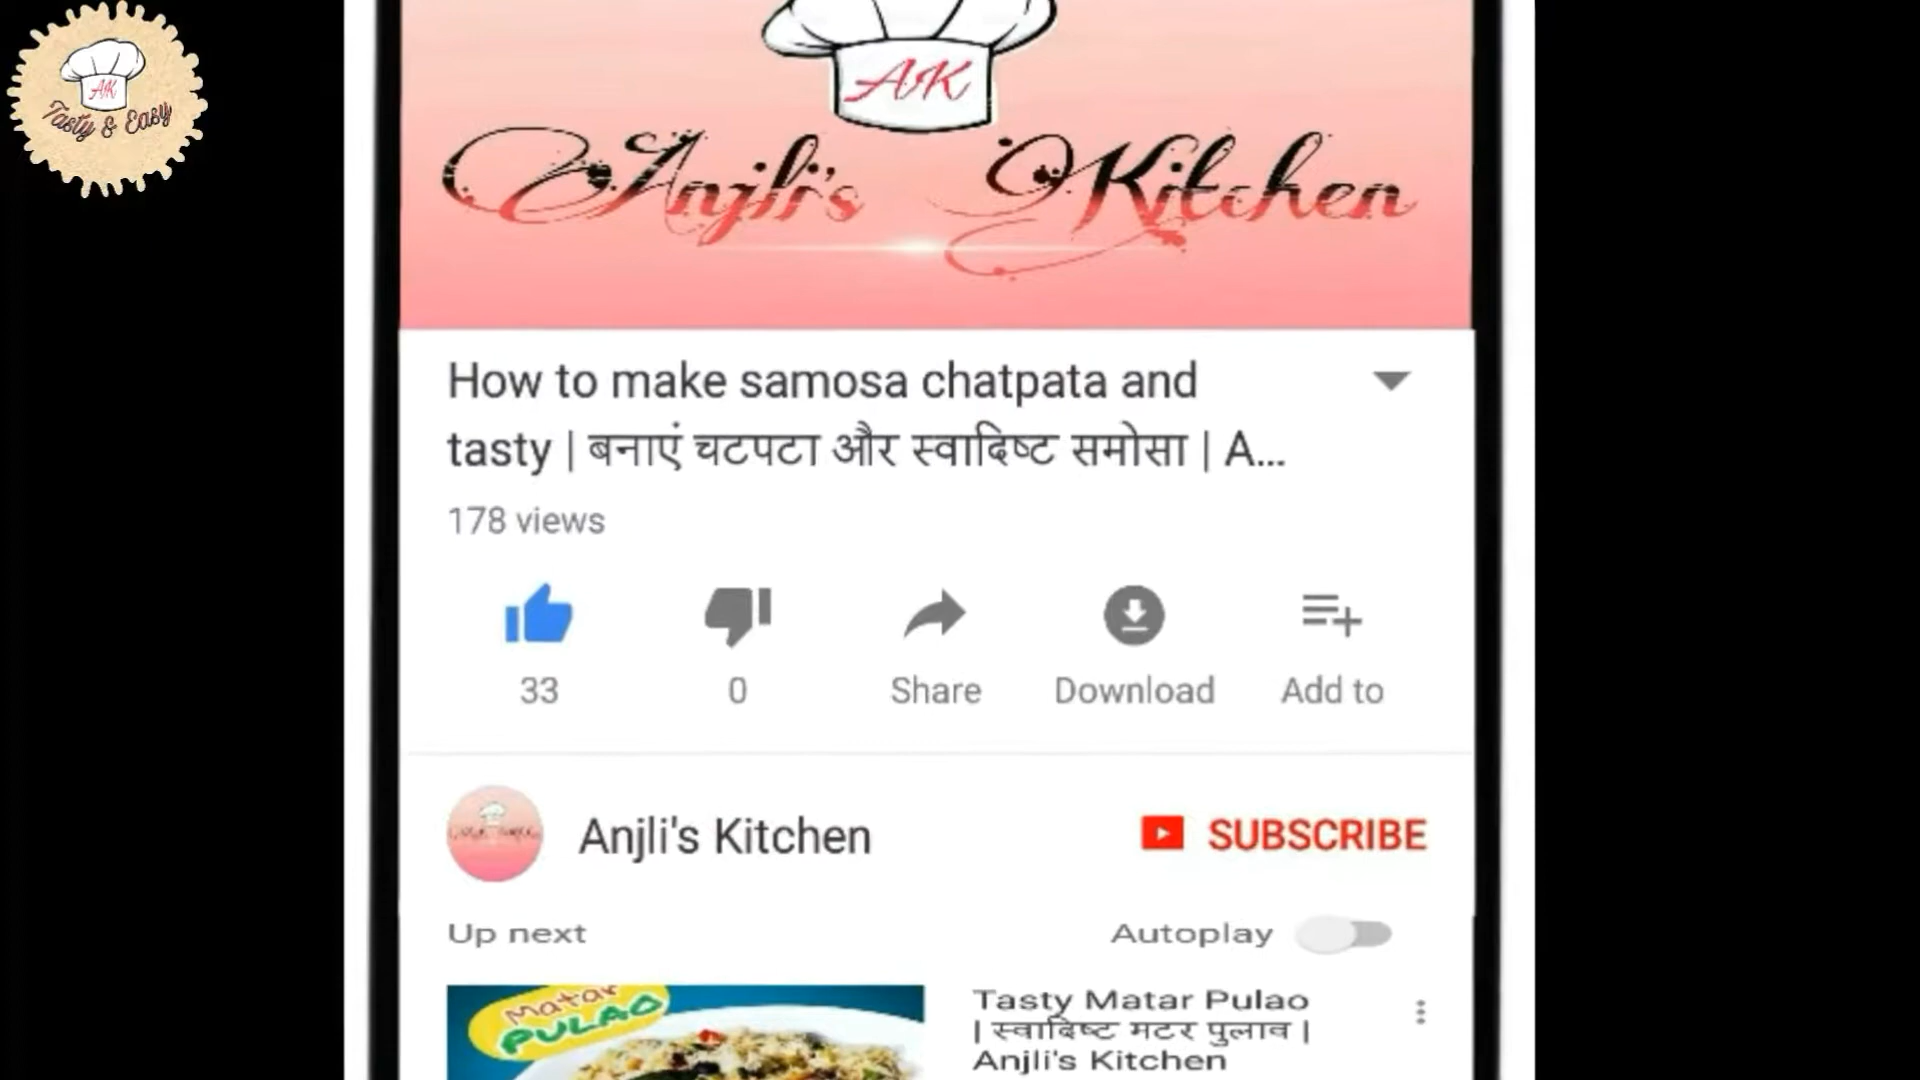 AK
Tasty & Easy
AK
Anjli's Kitchen
How to make samosa chatpata and
tasty | बनाएं चटपटा और स्वादिष्ट समोसा | A...
178 views
33
0
Share
Download
Add to
Anjli's Kitchen
SUBSCRIBE
Up next
Autoplay
Matar
PULAO
Tasty Matar Pulao
| स्वादिष्ट मटर पुलाव |
Anjli's Kitchen